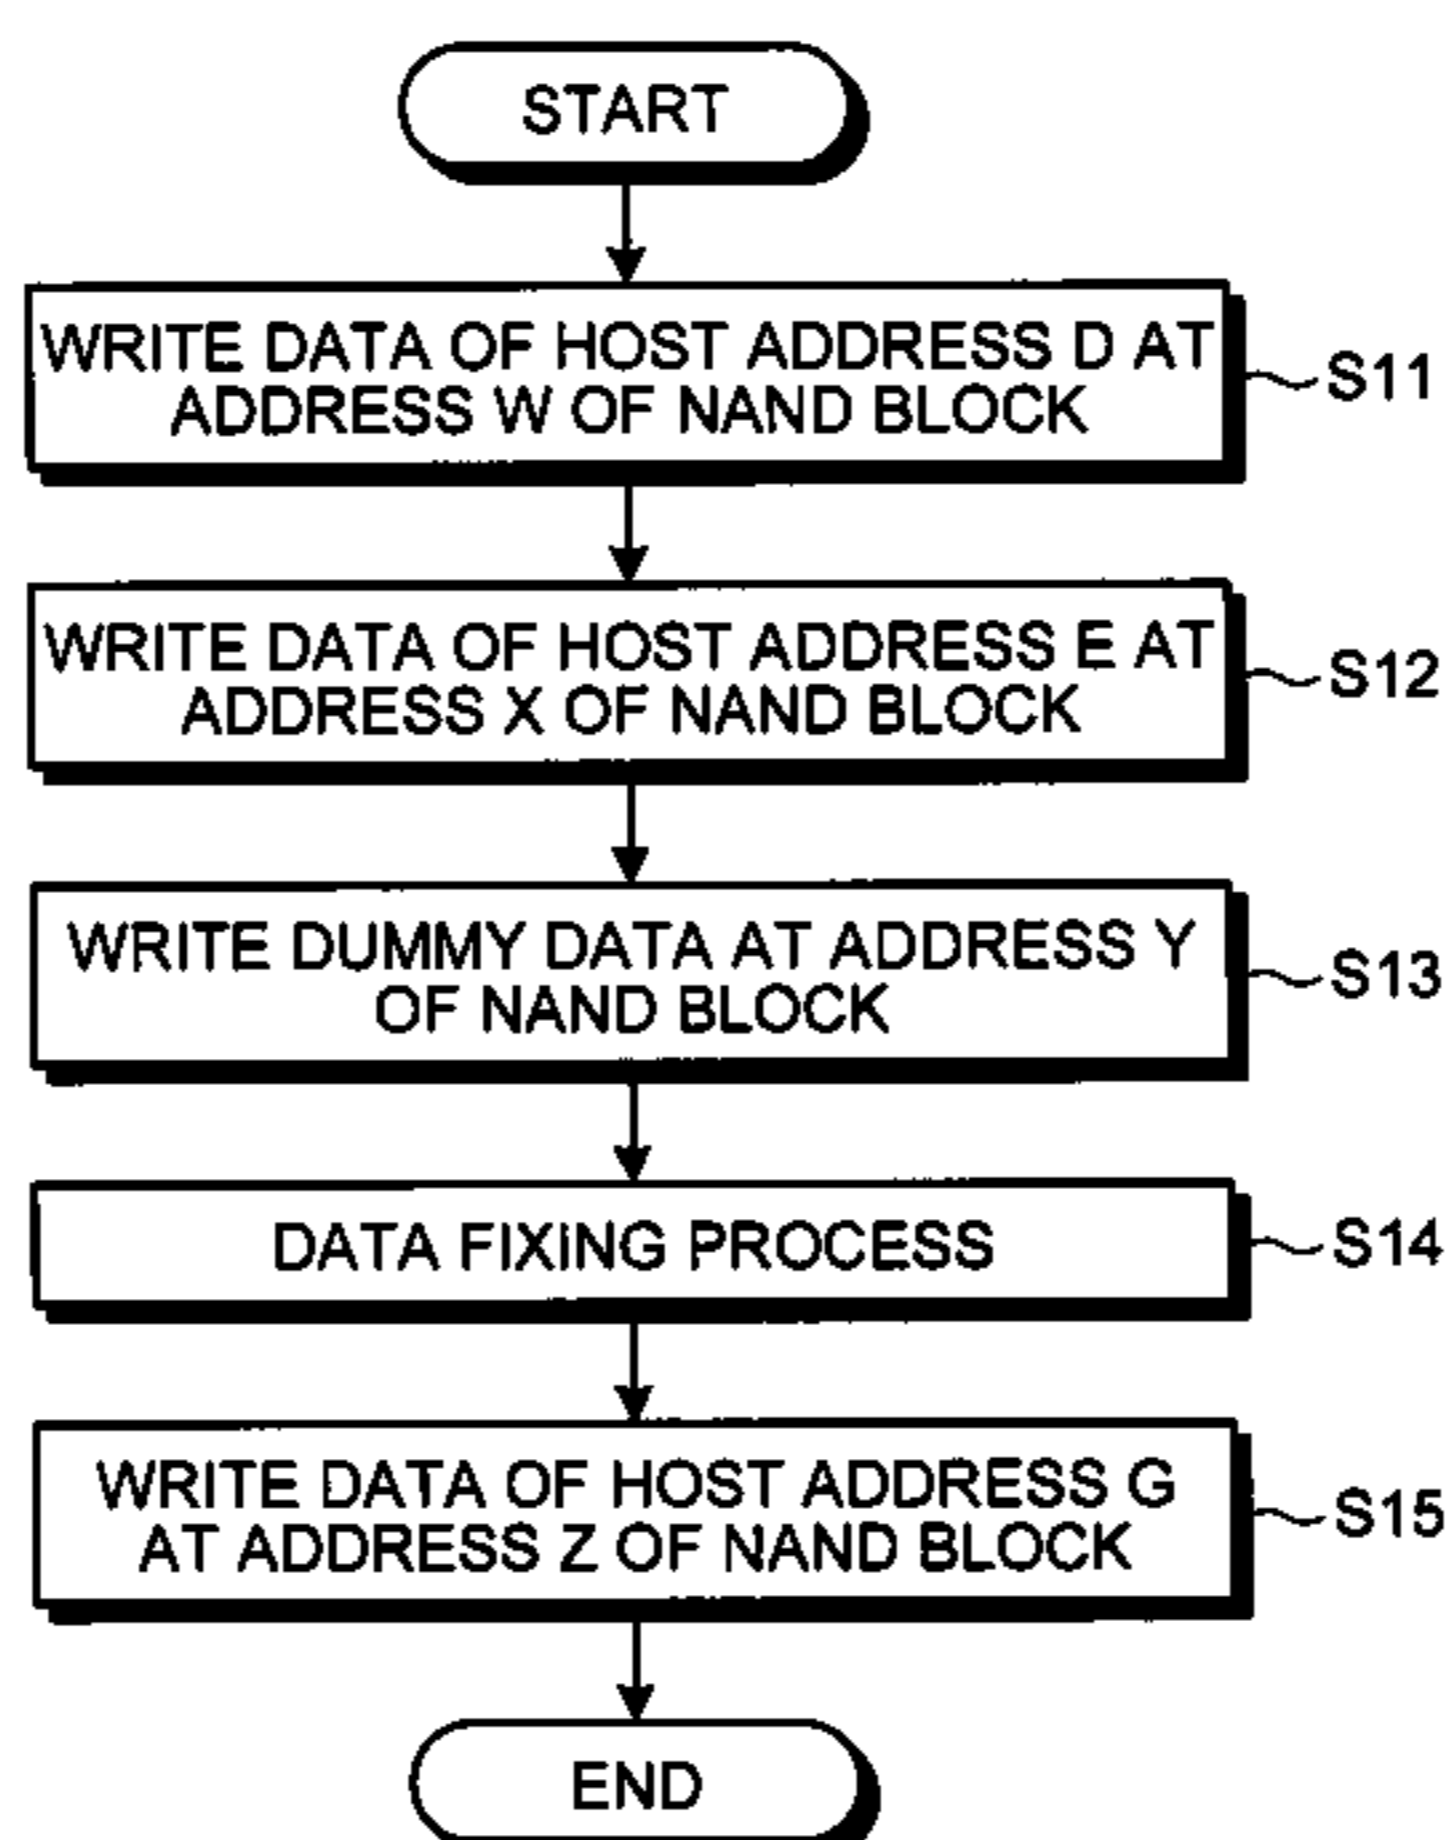 START
WRITE DATA OF HOST ADDRESS D AT
ADDRESS W OF NAND BLOCK
S11
WRITE DATA OF HOST ADDRESS E AT
ADDRESS X OF NAND BLOCK
S12
WRITE DUMMY DATA AT ADDRESS Y
OF NAND BLOCK
S13
DATA FIXING PROCESS
S14
WRITE DATA OF HOST ADDRESS G
AT ADDRESS Z OF NAND BLOCK
S15
END